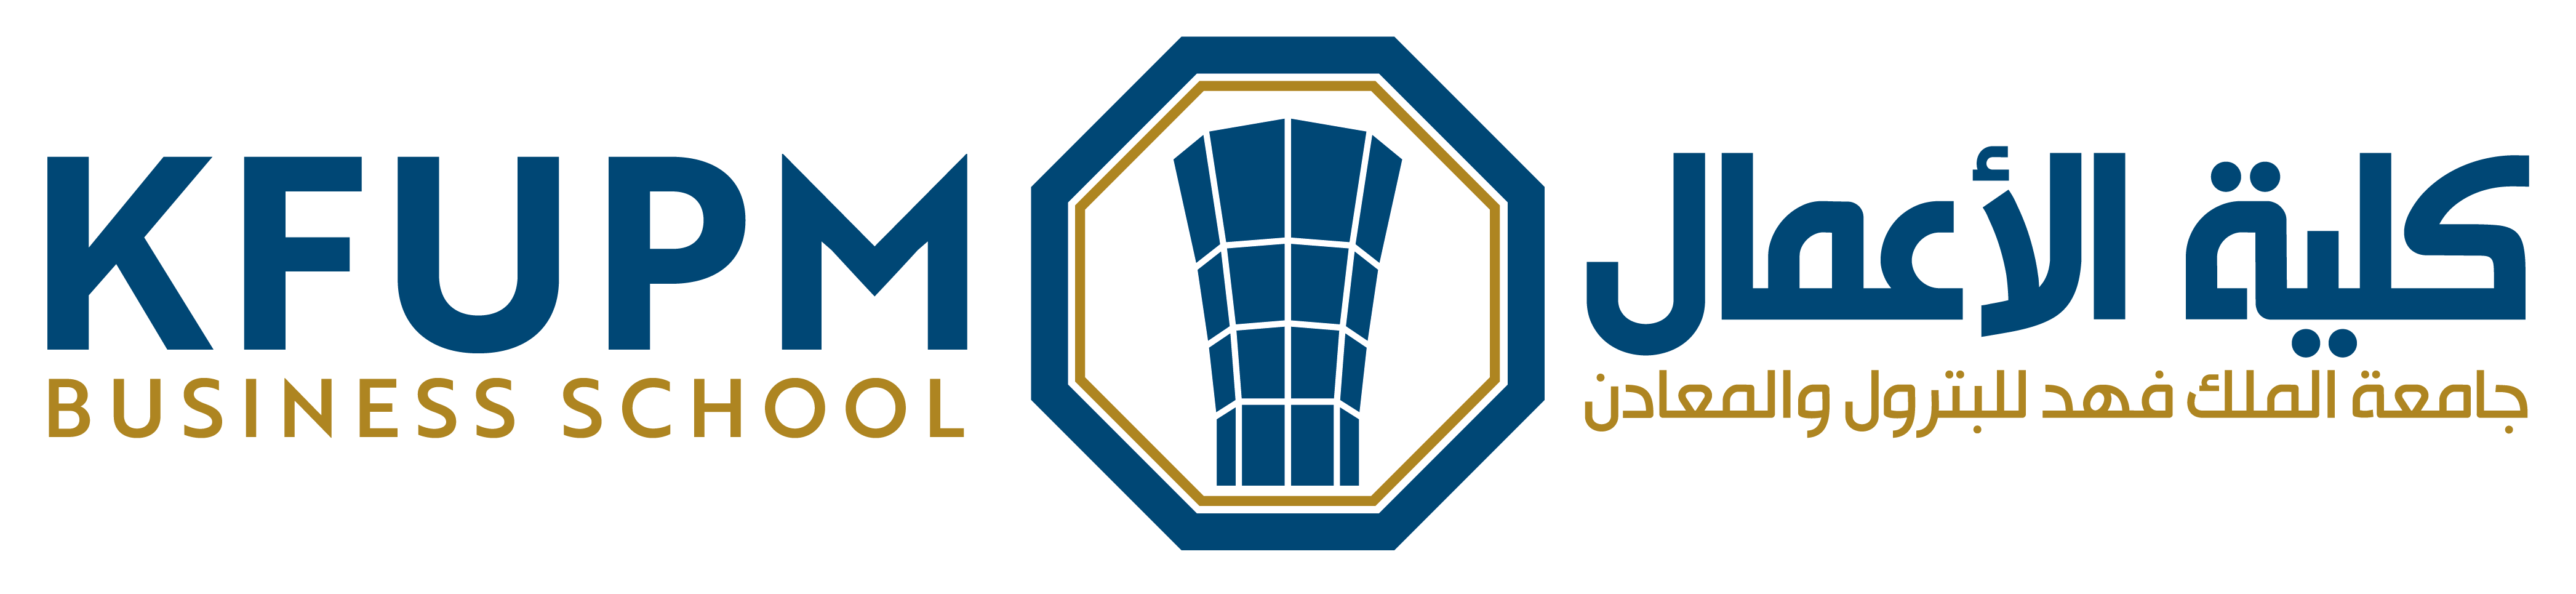 KFUPM
BUSINESS SCHOOL
كلية الأعمال
جامعة الملك فهد للبترول والمعادن